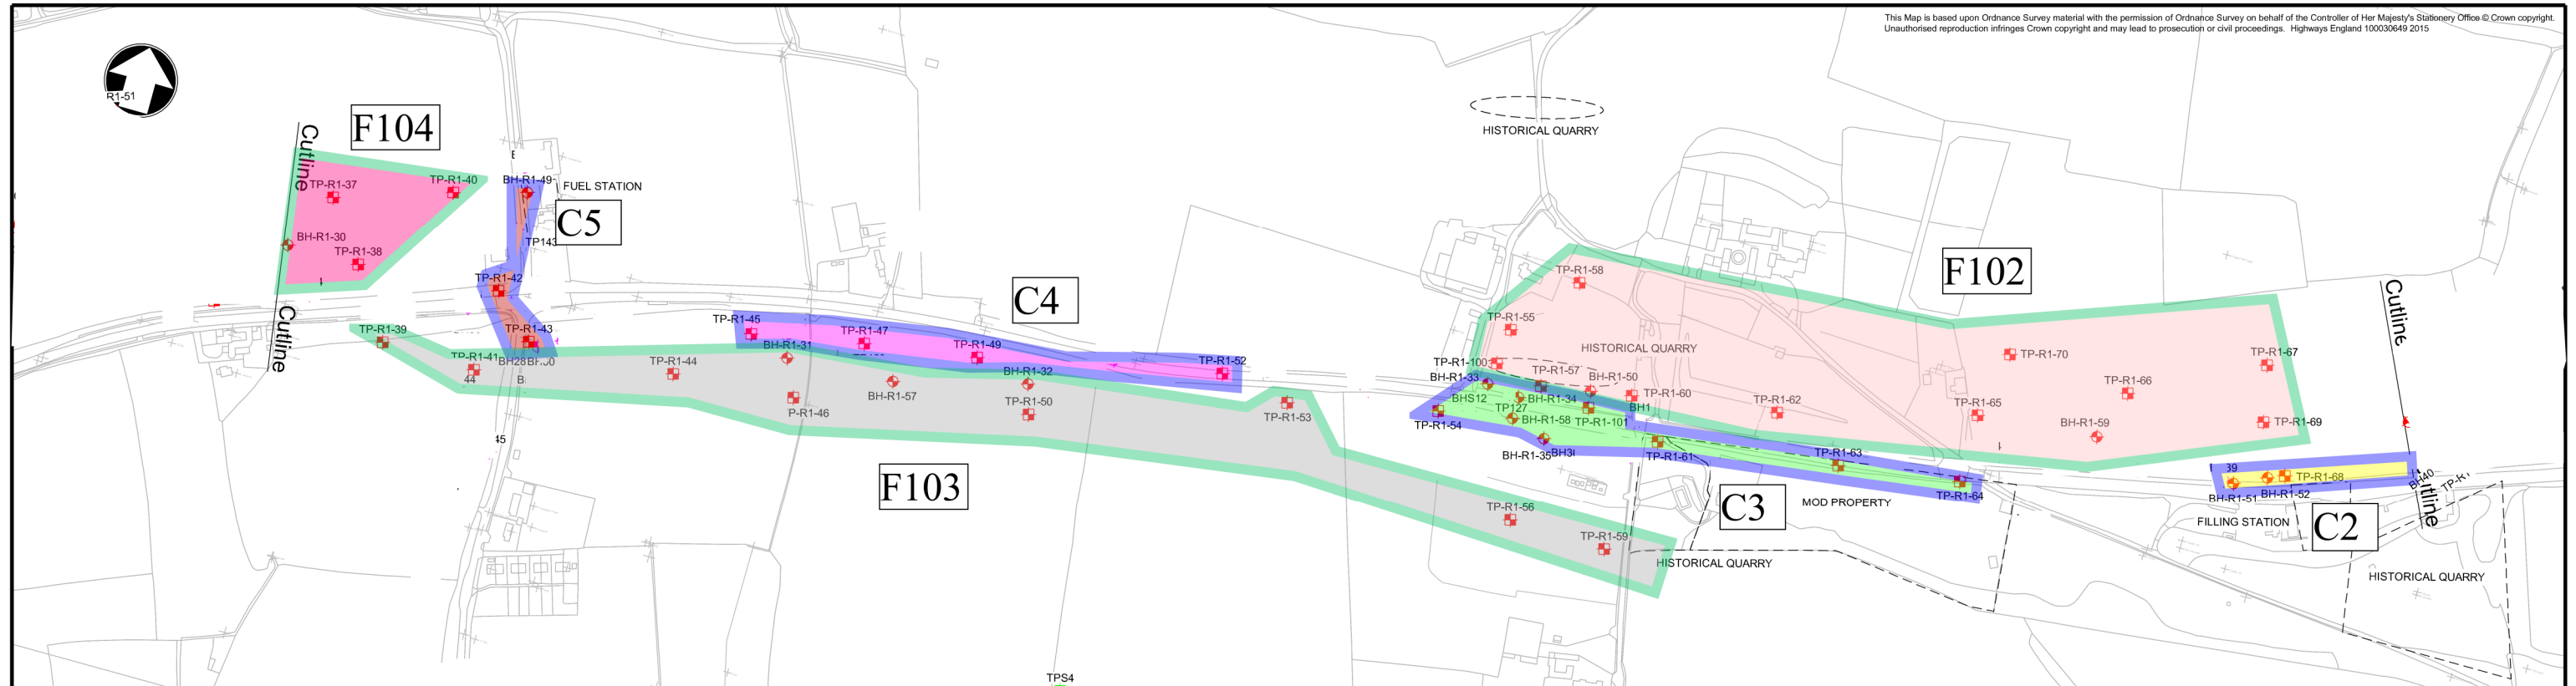 This Map is based upon Ordnance Survey material with the permission of Ordnance Survey on behalf of the Controller of Her Majesty's Stationery Office © Crown copyright.
Unauthorised reproduction infringes Crown copyright and may lead to prosecution or civil proceedings. Highways England 100030649 2015
R1-51
F104
Cutline
TP-R1-37
TP-R1-40
BH-R1-30
TP-R1-38
Cutline
BH-R1-49
FUEL STATION
C5
TP143
TP-R1-42
TP-R1-43
TP-R1-39
TP-R1-41
44
B
45
TP-R1-44
TP-R1-45
TP-R1-47
TP-R1-49
C4
TP-R1-52
BH-R1-31
P-R1-46
BH-R1-57
BH-R1-32
TP-R1-50
TP-R1-53
F103
TP-R1-56
TP-R1-59
TPS4
HISTORICAL QUARRY
TP-R1-58
TP-R1-55
HISTORICAL QUARRY
F102
TP-R1-100
TP-R1-57
BH-R1-50
TP-R1-60
BH-R1-33
BHS12
BH-R1-34
BH1
TP127
TP-R1-54
BH-R1-58
TP-R1-101
BH-R1-35
TP-R1-61
TP-R1-62
TP-R1-63
TP-R1-64
TP-R1-65
TP-R1-70
TP-R1-66
TP-R1-67
BH-R1-59
TP-R1-69
C3
MOD PROPERTY
HISTORICAL QUARRY
Cutline
39
TP-R1-68
BH-R1-51
BH-R1-52
BH40
FILLING STATION
C2
HISTORICAL QUARRY